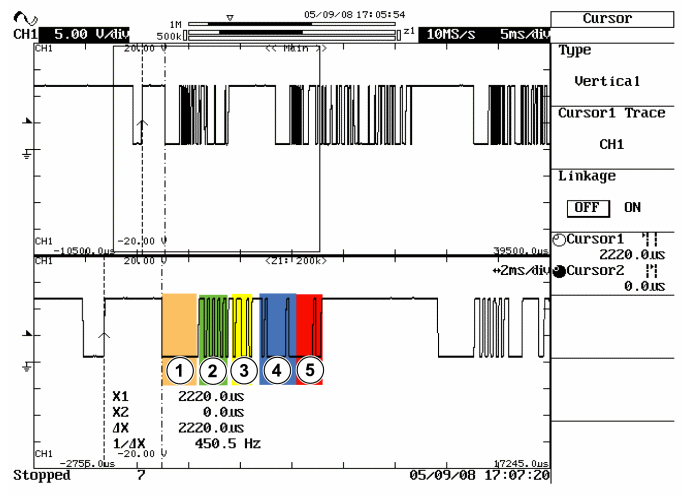 05/09/08 17:05:54
CH1 5.00 V/div
1M
500k
z1
10MS/s 5ms/div
CH1 20.00 V << Main >>
CH1 -20.00 V
-10500.0us 39500.0us
CH1 20.00 V <Z1:200k>
↔2ms/div
1 2 3 4 5
X1 2220.0us
X2 0.0us
ΔX 2220.0us
1/ΔX 450.5 Hz
CH1 -20.00 V
-2755.0us 17245.0us
Stopped 7 05/09/08 17:07:20
Cursor
Type
Vertical
Cursor1 Trace
CH1
Linkage
OFF ON
Cursor1
2220.0us
Cursor2
0.0us